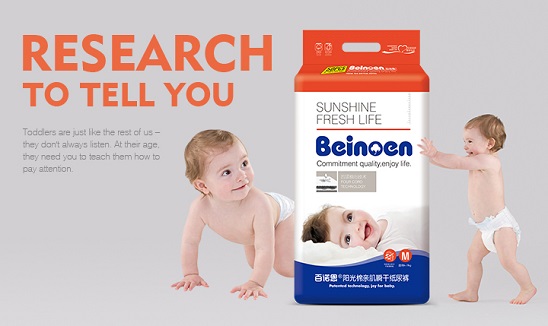 RESEARCH
TO TELL YOU
Toddlers are just like the rest of us –
they don't always listen. At their age,
they need you to teach them how to
pay attention.
Beinoen
SUNSHINE
FRESH LIFE
Beinoen
Commitment quality,enjoy life.
TECHNOLOGY
百诺恩® 阳光棉亲肌瞬干纸尿裤
M
Patented technology, joy for baby.